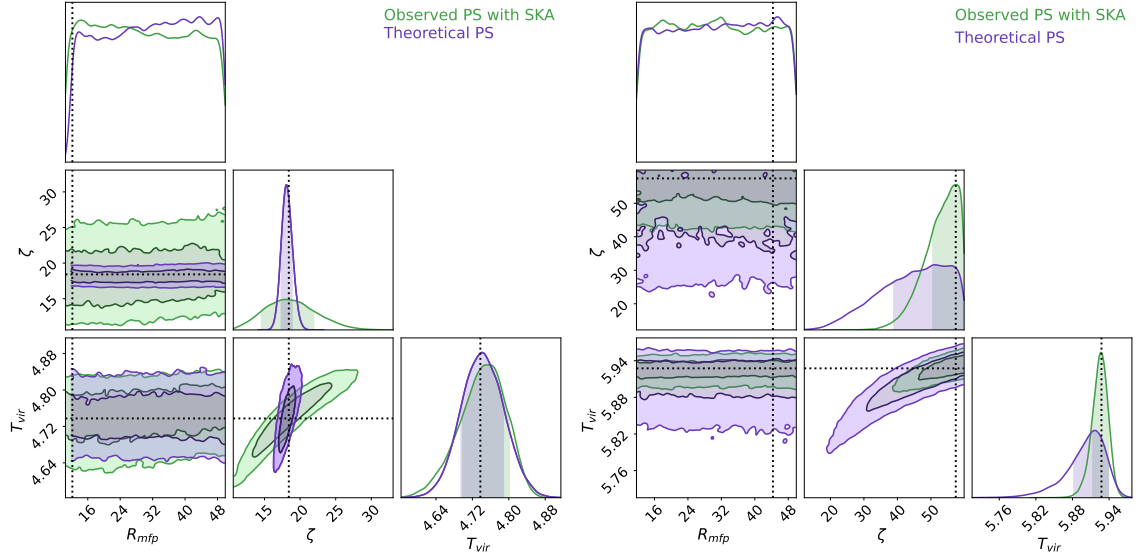 Observed PS with SKA
Theoretical PS
30
25
20
15
ζ
4.88
4.80
4.72
4.64
T_vir
16 24 32 40 48
R_mfp
15 20 25 30
ζ
4.64 4.72 4.80 4.88
T_vir
Observed PS with SKA
Theoretical PS
50
40
30
20
ζ
5.94
5.88
5.82
5.76
T_vir
16 24 32 40 48
R_mfp
20 30 40 50
ζ
5.76 5.82 5.88 5.94
T_vir